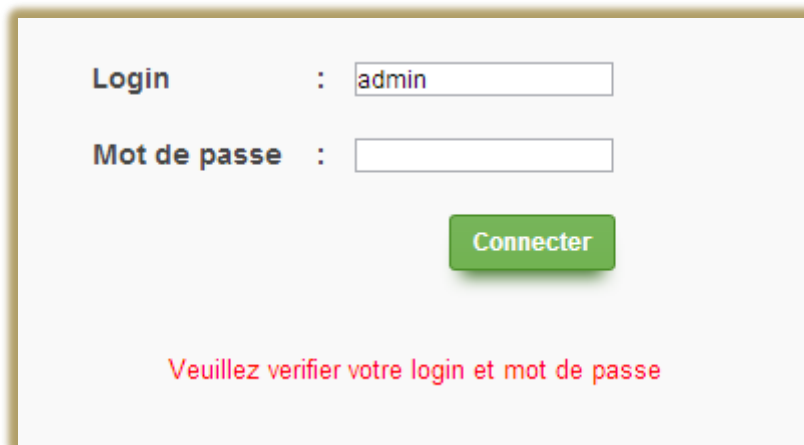 Login : admin
Mot de passe :
Connecter
Veuillez verifier votre login et mot de passe